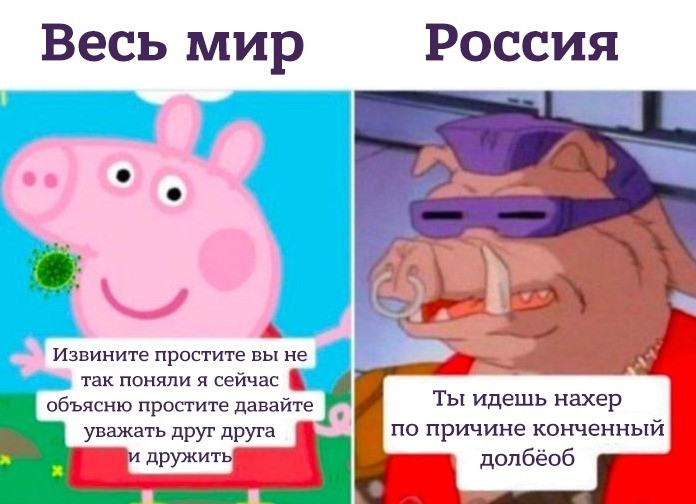 Весь мир
Россия
Извините простите вы не
так поняли я сейчас
объясню простите давайте
уважать друг друга
и дружить
Ты идешь нахер
по причине конченный
долбёоб